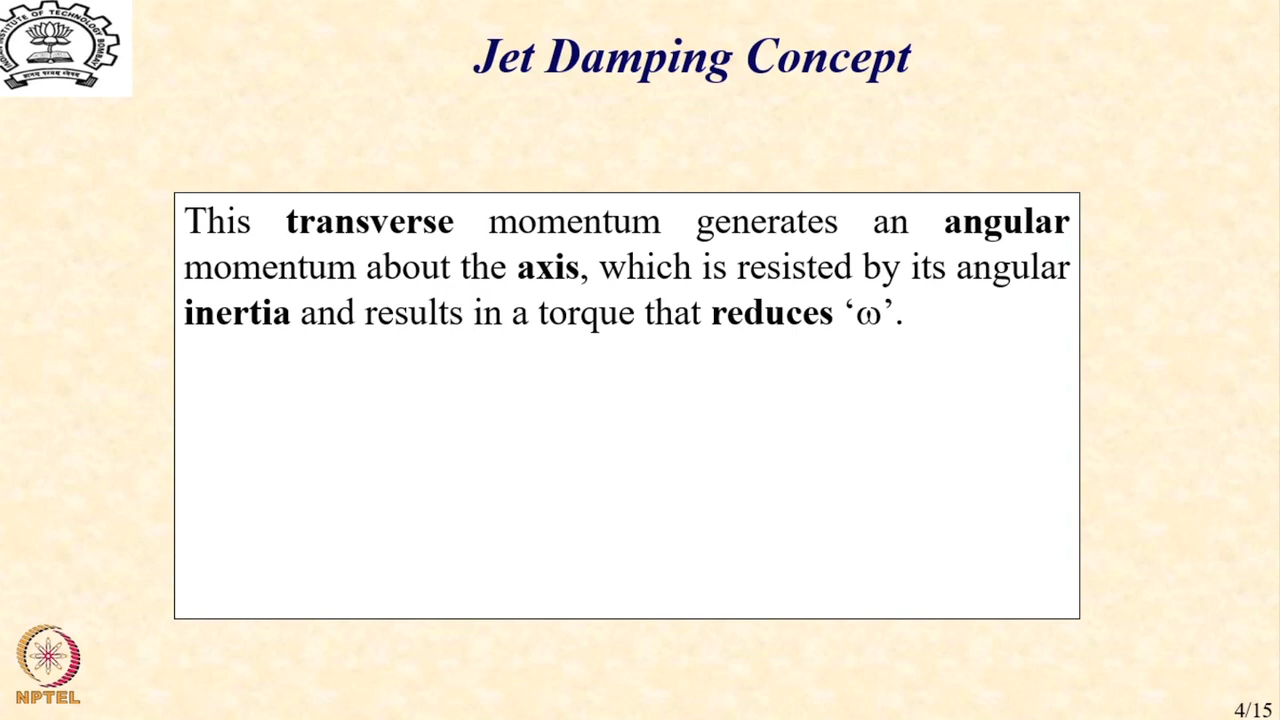 Jet Damping Concept
This transverse momentum generates an angular
momentum about the axis, which is resisted by its angular
inertia and results in a torque that reduces ‘ω’.
NPTEL
4/15